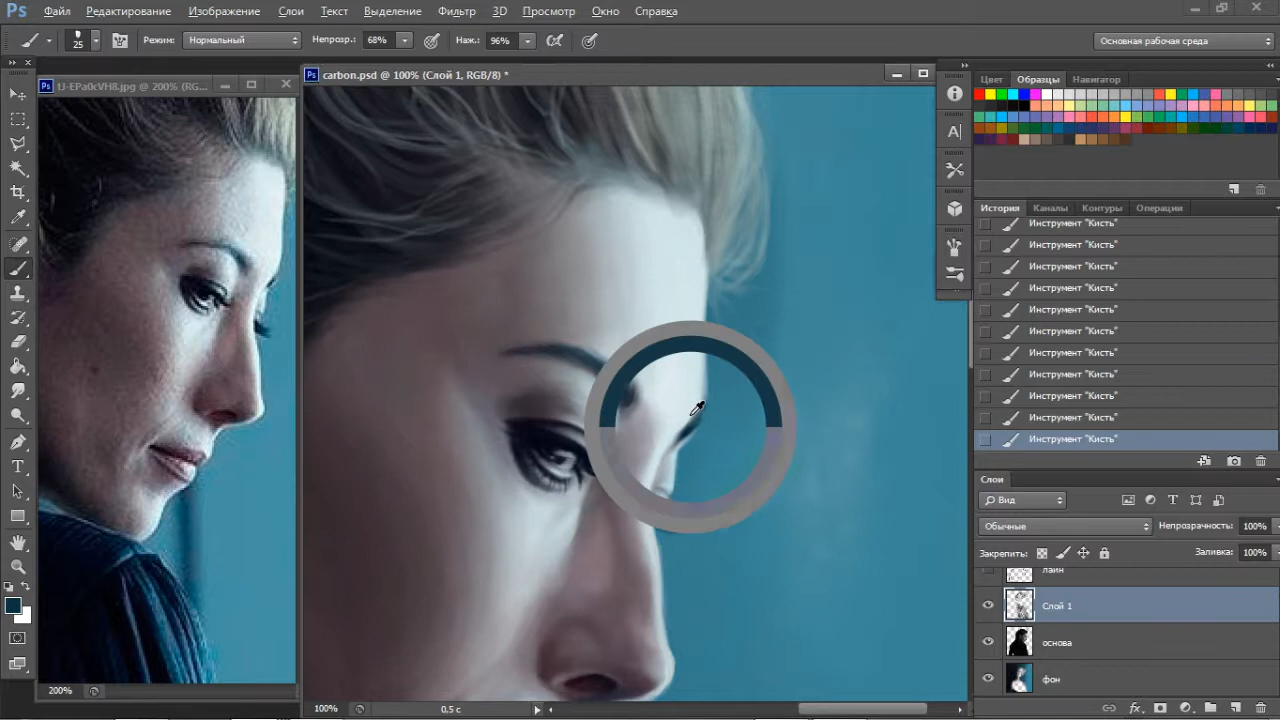 Ps Файл Редактирование Изображение Слои Текст Выделение Фильтр 3D Просмотр Окно Справка
25 Режим: Нормальный Непрозр.: 68% Наж.: 96% Основная рабочая среда
Ps tJ-EPa0cVH8.jpg @ 200% (RG...
Ps carbon.psd @ 100% (Слой 1, RGB/8) *
Цвет Образцы Навигатор
A
История Каналы Контуры Операции
Инструмент "Кисть"
Инструмент "Кисть"
Инструмент "Кисть"
Инструмент "Кисть"
Инструмент "Кисть"
Инструмент "Кисть"
Инструмент "Кисть"
Инструмент "Кисть"
Инструмент "Кисть"
Инструмент "Кисть"
Инструмент "Кисть"
Слои
Вид
Обычные Непрозрачность: 100%
Закрепить: Заливка: 100%
лайн
Слой 1
основа
фон
200%
100% 0.5 с